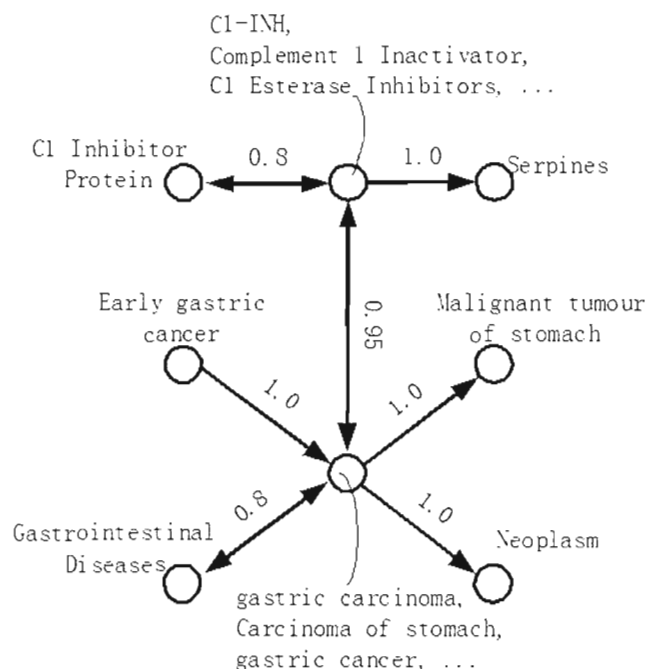 C1-INH,
Complement 1 Inactivator,
C1 Esterase Inhibitors, ...
C1 Inhibitor
Protein
0.8
1.0
Serpines
Early gastric
cancer
0.95
Malignant tumour
of stomach
1.0
1.0
0.8
1.0
Gastrointestinal
Diseases
Neoplasm
gastric carcinoma,
Carcinoma of stomach,
gastric cancer, ...